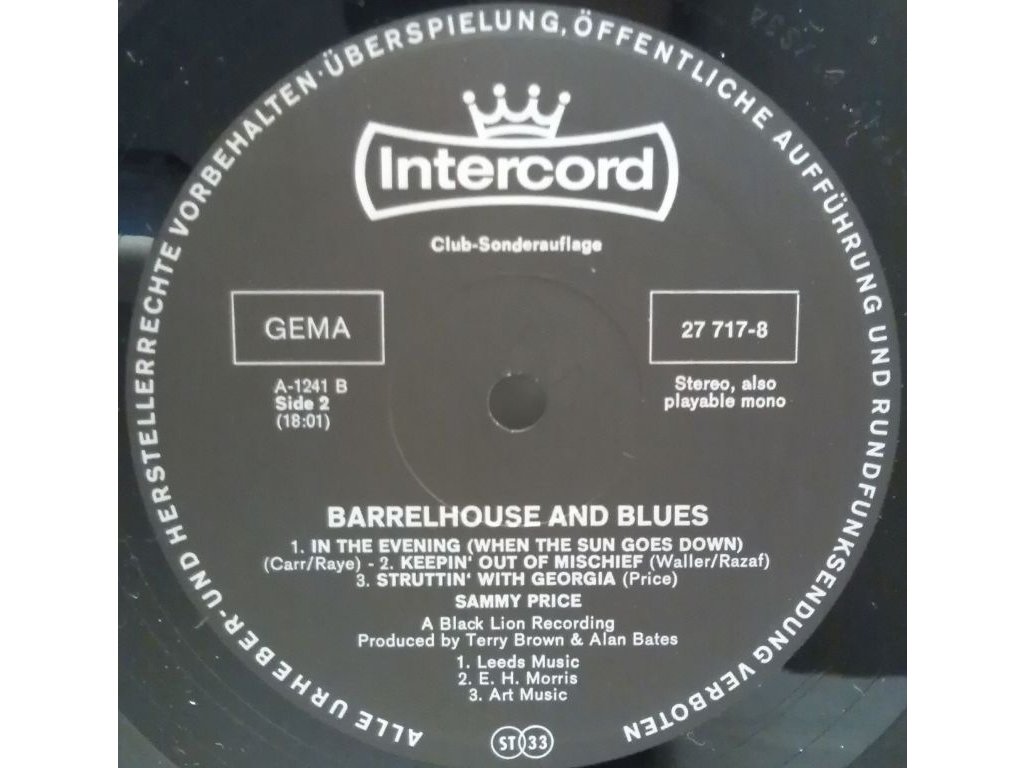 ALLE URHEBER- UND HERSTELLERRECHTE VORBEHALTEN · ÜBERSPIELUNG, ÖFFENTLICHE AUFFÜHRUNG UND RUNDFUNKSENDUNG VERBOTEN
Intercord
Club-Sonderauflage
GEMA
27 717-8
A-1241 B
Side 2
(18:01)
Stereo, also
playable mono
BARRELHOUSE AND BLUES
1. IN THE EVENING (WHEN THE SUN GOES DOWN)
(Carr/Raye) - 2. KEEPIN' OUT OF MISCHIEF (Waller/Razaf)
3. STRUTTIN' WITH GEORGIA (Price)
SAMMY PRICE
A Black Lion Recording
Produced by Terry Brown & Alan Bates
1. Leeds Music
2. E. H. Morris
3. Art Music
ST 33